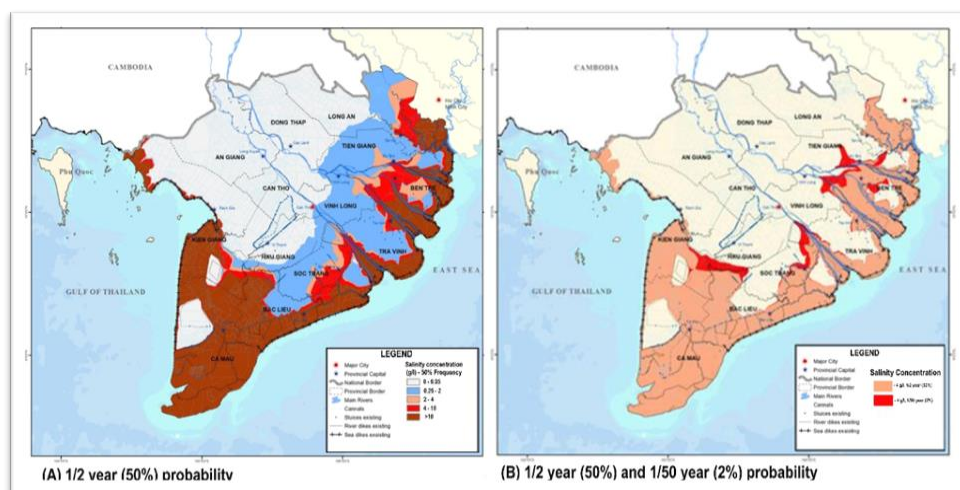 CAMBODIA
Phu Quoc
GULF OF THAILAND
EAST SEA
LONG AN
DONG THAP
TIEN GIANG
AN GIANG
BEN TRE
CAN THO
VINH LONG
KIEN GIANG
HAU GIANG
TRA VINH
SOC TRANG
BAC LIEU
CA MAU
LEGEND
Major City
Provincial Capital
National Border
Provincial Border
Main Rivers
Cannals
Sluices existing
River dikes existing
Sea dikes existing
Salinity concentration
(g/l) - 50% Frequency
0 - 0.25
0.25 - 2
2 - 4
4 - 10
>10
(A) 1/2 year (50%) probability
CAMBODIA
Phu Quoc
GULF OF THAILAND
EAST SEA
LONG AN
DONG THAP
TIEN GIANG
AN GIANG
BEN TRE
CAN THO
VINH LONG
KIEN GIANG
HAU GIANG
TRA VINH
SOC TRANG
BAC LIEU
CA MAU
LEGEND
Major City
Provincial Capital
National Border
Provincial Border
Main Rivers
Cannals
Sluices existing
River dikes existing
Sea dikes existing
Salinity Concentration
(B) 1/2 year (50%) and 1/50 year (2%) probability